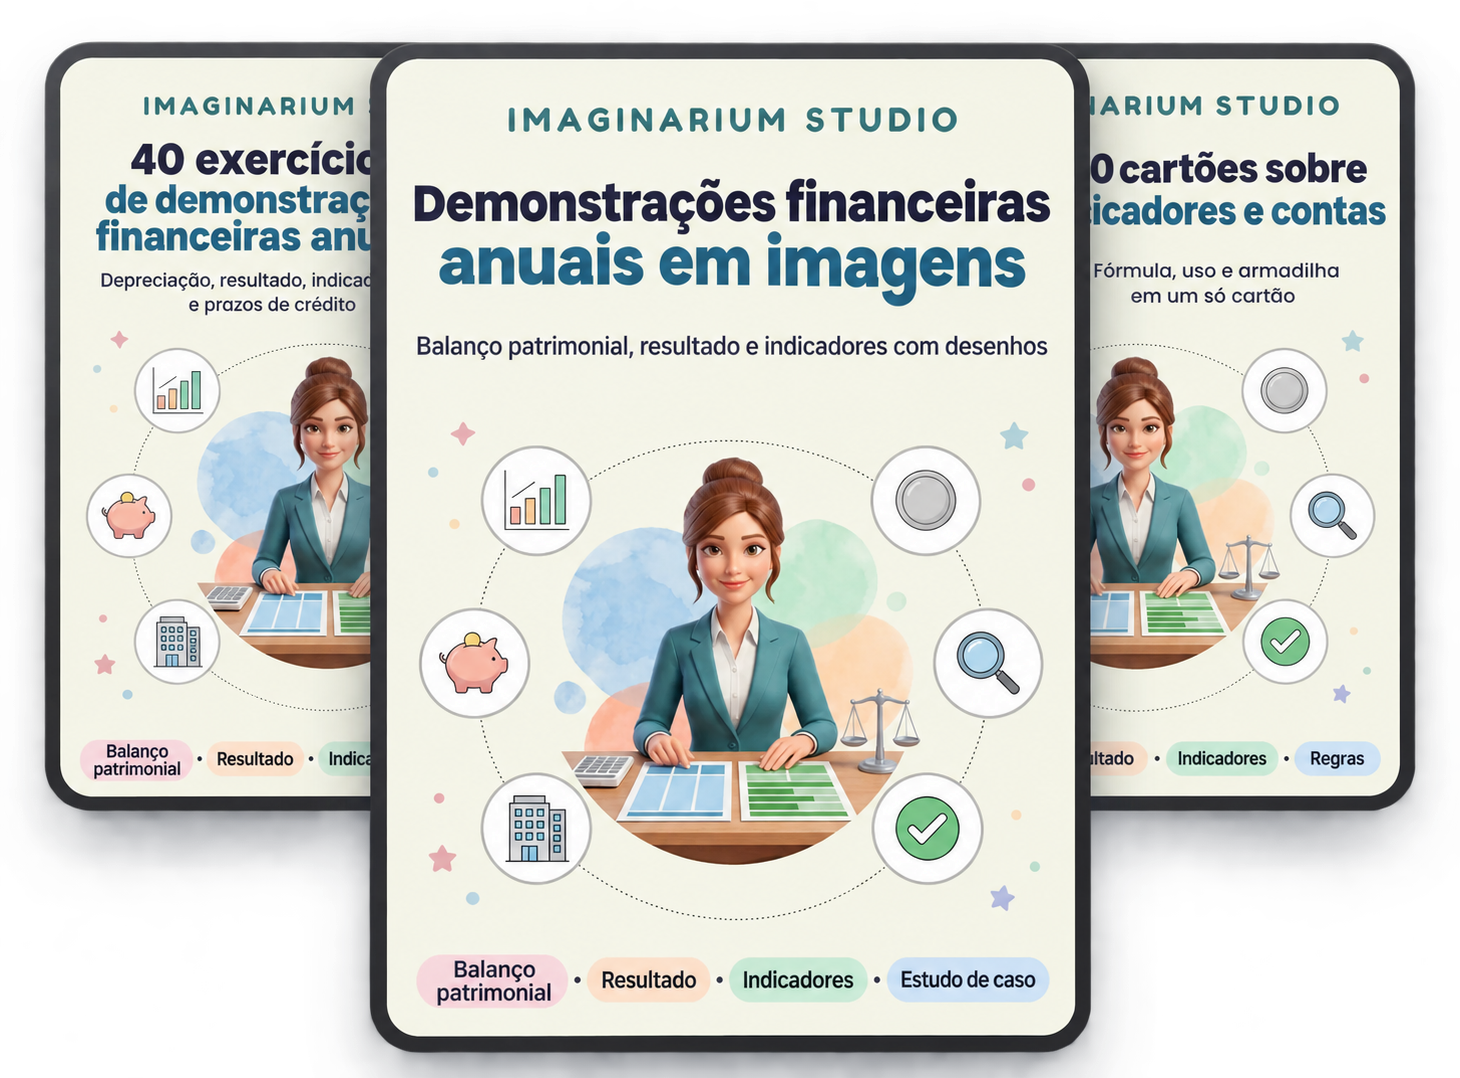 IMAGINARIUM
40 exercícic
de demonstraç
financeiras anu
Depreciação, resultado, indicad
e prazos de crédito
Balanço
patrimonial
• Resultado •
Indica
IMAGINARIUM STUDIO
Demonstrações financeiras
anuais em imagens
Balanço patrimonial, resultado e indicadores com desenhos
Balanço
patrimonial
• Resultado • Indicadores • Estudo de caso
NARIUM STUDIO
0 cartões sobre
icadores e contas
Fórmula, uso e armadilha
em um só cartão
ltado • Indicadores • Regras